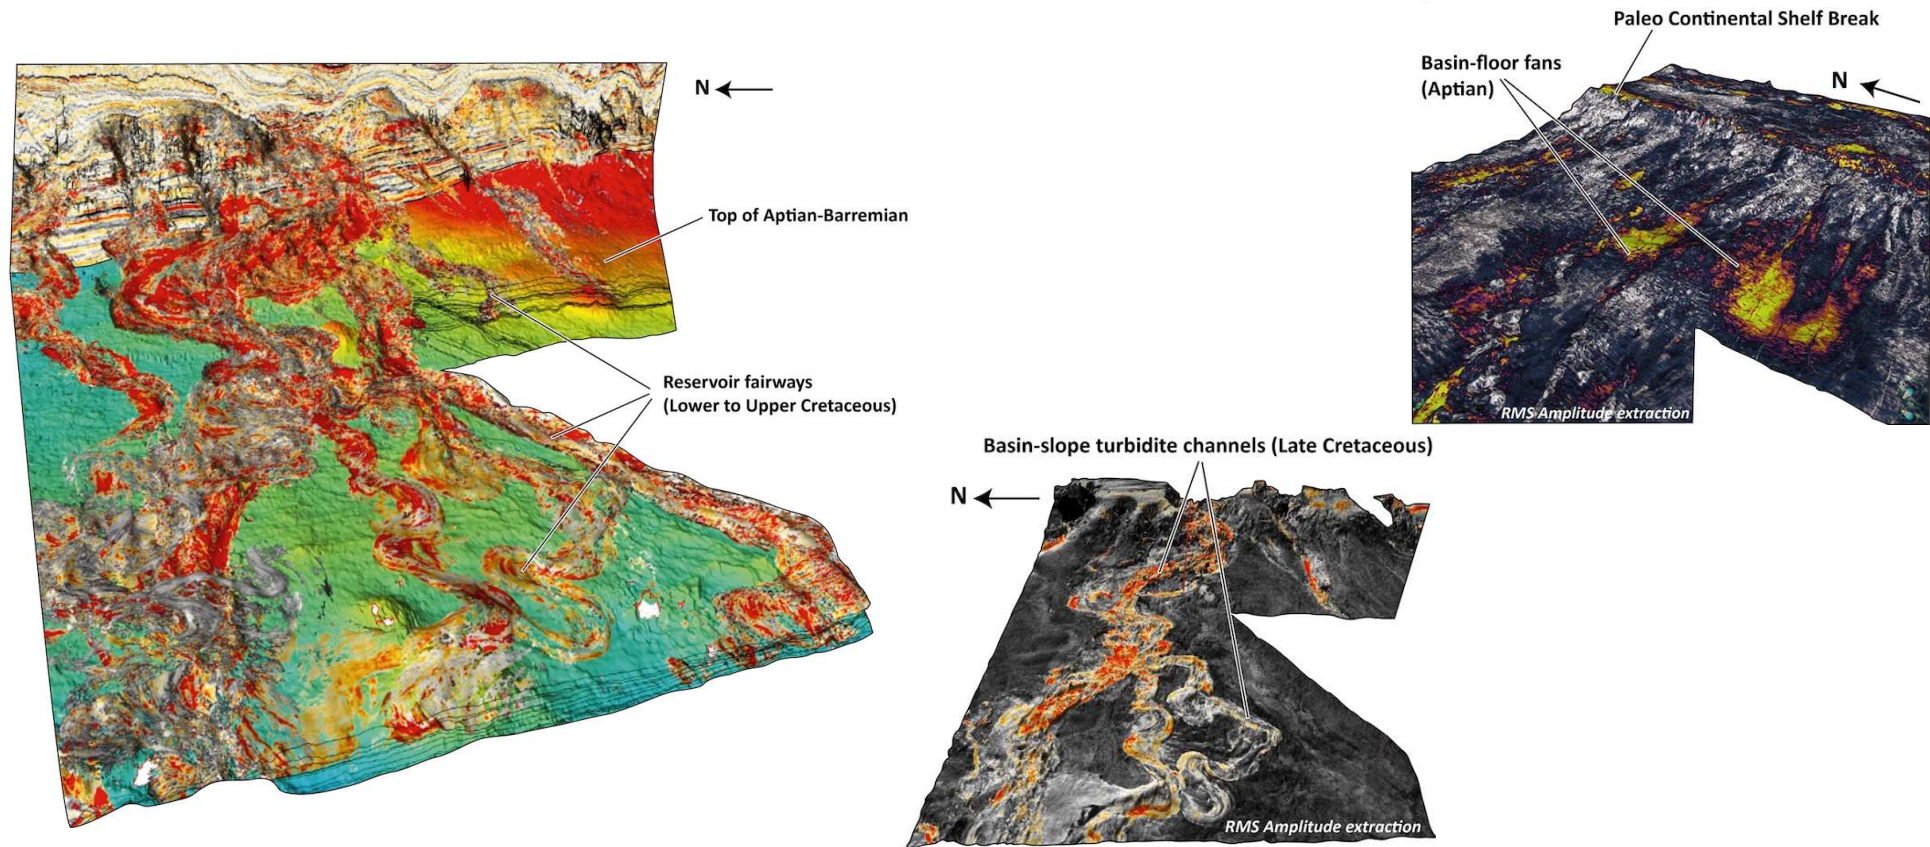 N
Top of Aptian-Barremian
Reservoir fairways
(Lower to Upper Cretaceous)
Paleo Continental Shelf Break
Basin-floor fans
(Aptian)
N
RMS Amplitude extraction
Basin-slope turbidite channels (Late Cretaceous)
N
RMS Amplitude extraction